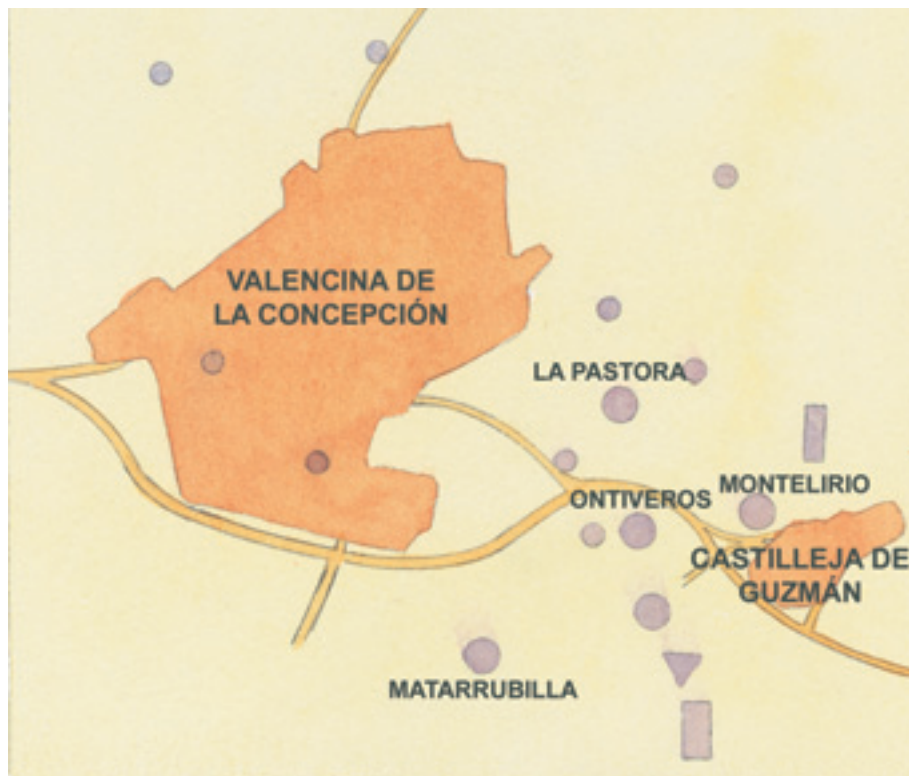 VALENCINA DE
LA CONCEPCIÓN
LA PASTORA
MONTELIRIO
ONTIVEROS
CASTILLEJA DE
GUZMÁN
MATARRUBILLA